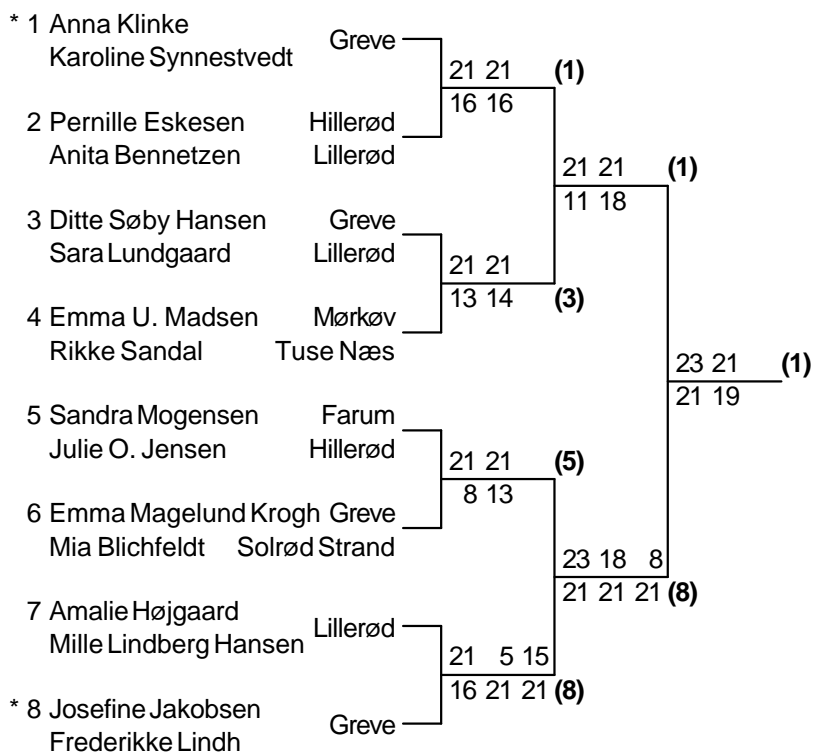 * 1 Anna Klinke
Karoline Synnestvedt Greve
21 21 (1)
16 16
2 Pernille Eskesen Hillerød
Anita Bennetzen Lillerød
21 21 (1)
11 18
3 Ditte Søby Hansen Greve
Sara Lundgaard Lillerød
21 21
13 14 (3)
4 Emma U. Madsen Mørkøv
Rikke Sandal Tuse Næs
23 21 (1)
21 19
5 Sandra Mogensen Farum
Julie O. Jensen Hillerød
21 21 (5)
8 13
6 Emma Magelund Krogh Greve
Mia Blichfeldt Solrød Strand
23 18 8
21 21 21 (8)
7 Amalie Højgaard
Mille Lindberg Hansen Lillerød
21 5 15
16 21 21 (8)
* 8 Josefine Jakobsen
Frederikke Lindh Greve